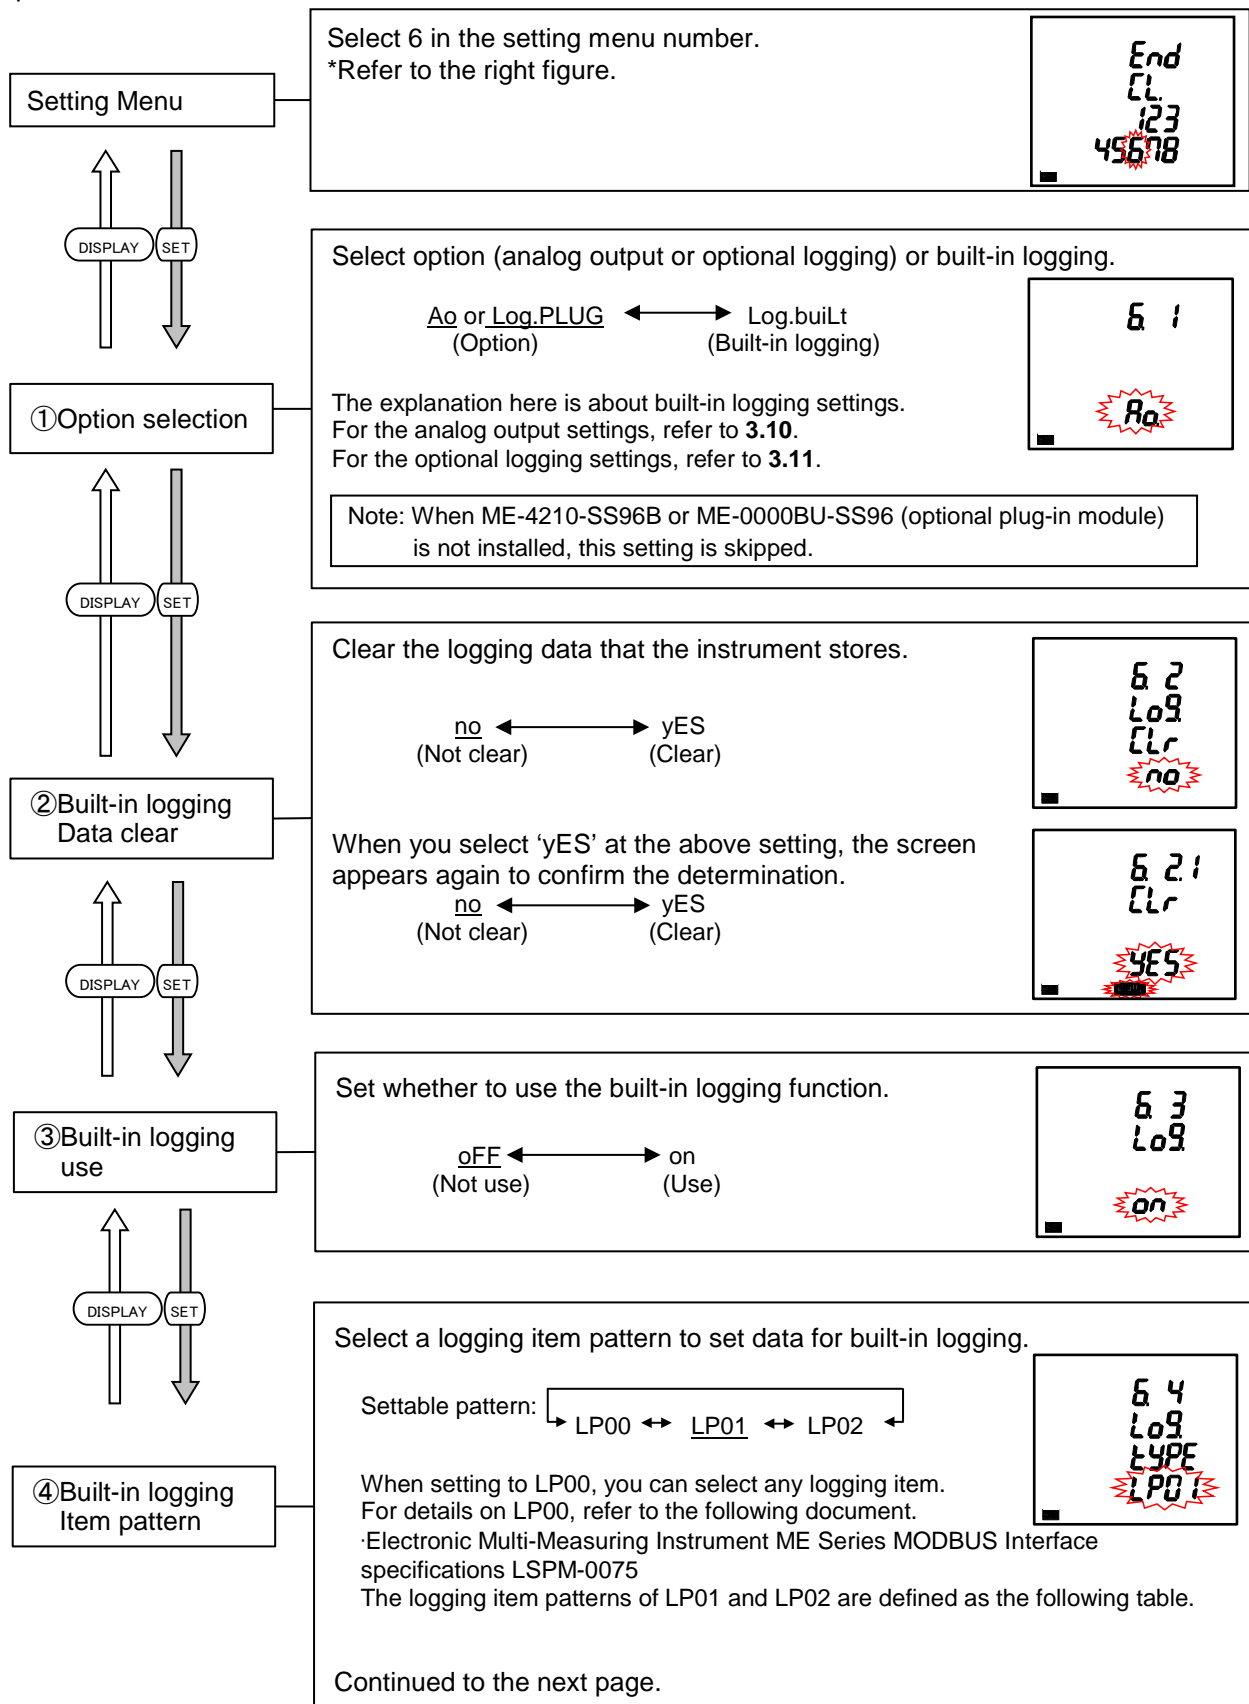 Setting Menu
Select 6 in the setting menu number.
*Refer to the right figure.
End
CL.
123
45678
DISPLAY SET
①Option selection
Select option (analog output or optional logging) or built-in logging.
Ao or Log.PLUG Log.buiLt
(Option) (Built-in logging)
The explanation here is about built-in logging settings.
For the analog output settings, refer to 3.10.
For the optional logging settings, refer to 3.11.
Note: When ME-4210-SS96B or ME-0000BU-SS96 (optional plug-in module)
is not installed, this setting is skipped.
6. 1
Ao.
DISPLAY SET
②Built-in logging
Data clear
Clear the logging data that the instrument stores.
no yES
(Not clear) (Clear)
6. 2
Log.
CLr
no
When you select ‘yES’ at the above setting, the screen
appears again to confirm the determination.
no yES
(Not clear) (Clear)
6. 2.1
CLr
yES
DISPLAY SET
③Built-in logging
use
Set whether to use the built-in logging function.
oFF on
(Not use) (Use)
6. 3
Log.
on
DISPLAY SET
④Built-in logging
Item pattern
Select a logging item pattern to set data for built-in logging.
Settable pattern: LP00 LP01 LP02
6. 4
Log.
tyPE
LP01
When setting to LP00, you can select any logging item.
For details on LP00, refer to the following document.
·Electronic Multi-Measuring Instrument ME Series MODBUS Interface
specifications LSPM-0075
The logging item patterns of LP01 and LP02 are defined as the following table.
Continued to the next page.